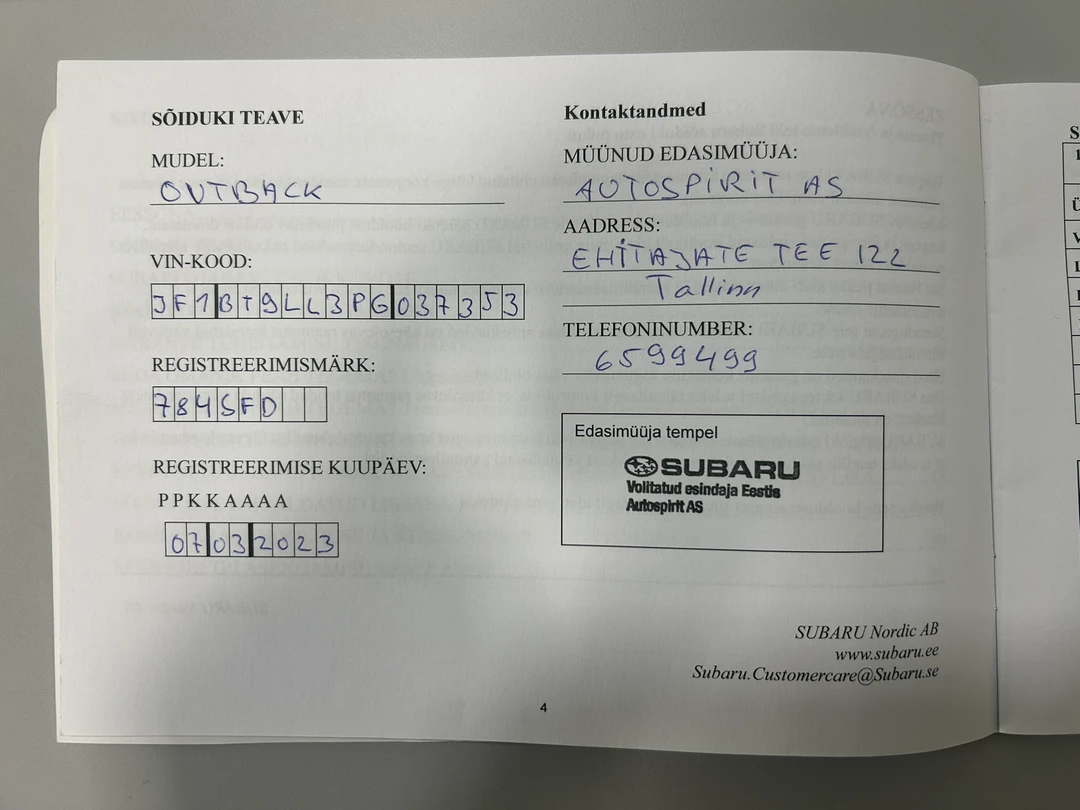 SÕIDUKI TEAVE
MUDEL:
OUTBACK
VIN-KOOD:
JF1BT9LL3PG037353
REGISTREERIMISMÄRK:
784SFD
REGISTREERIMISE KUUPÄEV:
PPKKAAAA
07032023
Kontaktandmed
MÜÜNUD EDASIMÜÜJA:
AUTOSPIRIT AS
AADRESS:
EHITAJATE TEE 122
Tallinn
TELEFONINUMBER:
6599499
Edasimüüja tempel
SUBARU
Volitatud esindaja Eestis
Autospirit AS
SUBARU Nordic AB
www.subaru.ee
Subaru.Customercare@Subaru.se
4